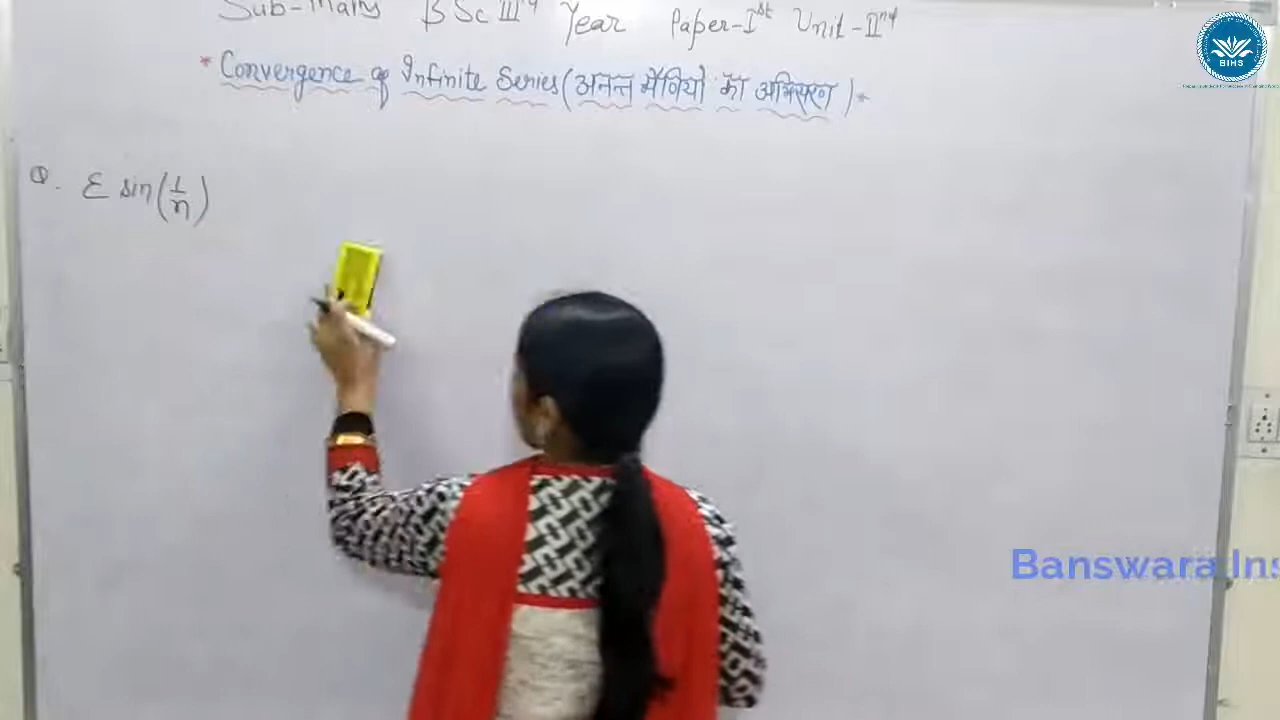 Sub-Maths BSc IIIrd Year Paper-Ist Unit-IInd
* Convergence of Infinite Series (अनन्त श्रेणियों का अभिसरण) *
Q. Σ sin(1/n)
BIHS
Banswara Ins